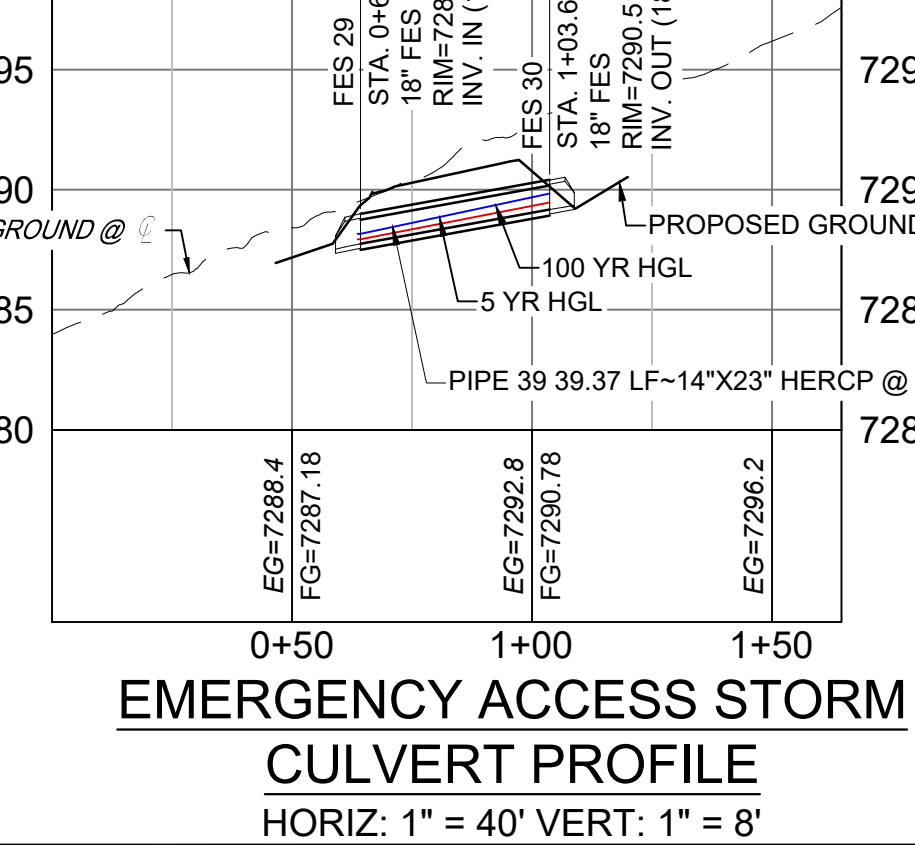 FES 29
STA. 0+6
18" FES
RIM=728
INV. IN (
FES 30
STA. 1+03.6
18" FES
RIM=7290.5
INV. OUT (18
95
729
90
729
GROUND @ ℄
PROPOSED GROUND
100 YR HGL
5 YR HGL
85
728
PIPE 39 39.37 LF~14"X23" HERCP @
80
728
EG=7288.4
FG=7287.18
EG=7292.8
FG=7290.78
EG=7296.2
0+50
1+00
1+50
EMERGENCY ACCESS STORM
CULVERT PROFILE
HORIZ: 1" = 40' VERT: 1" = 8'